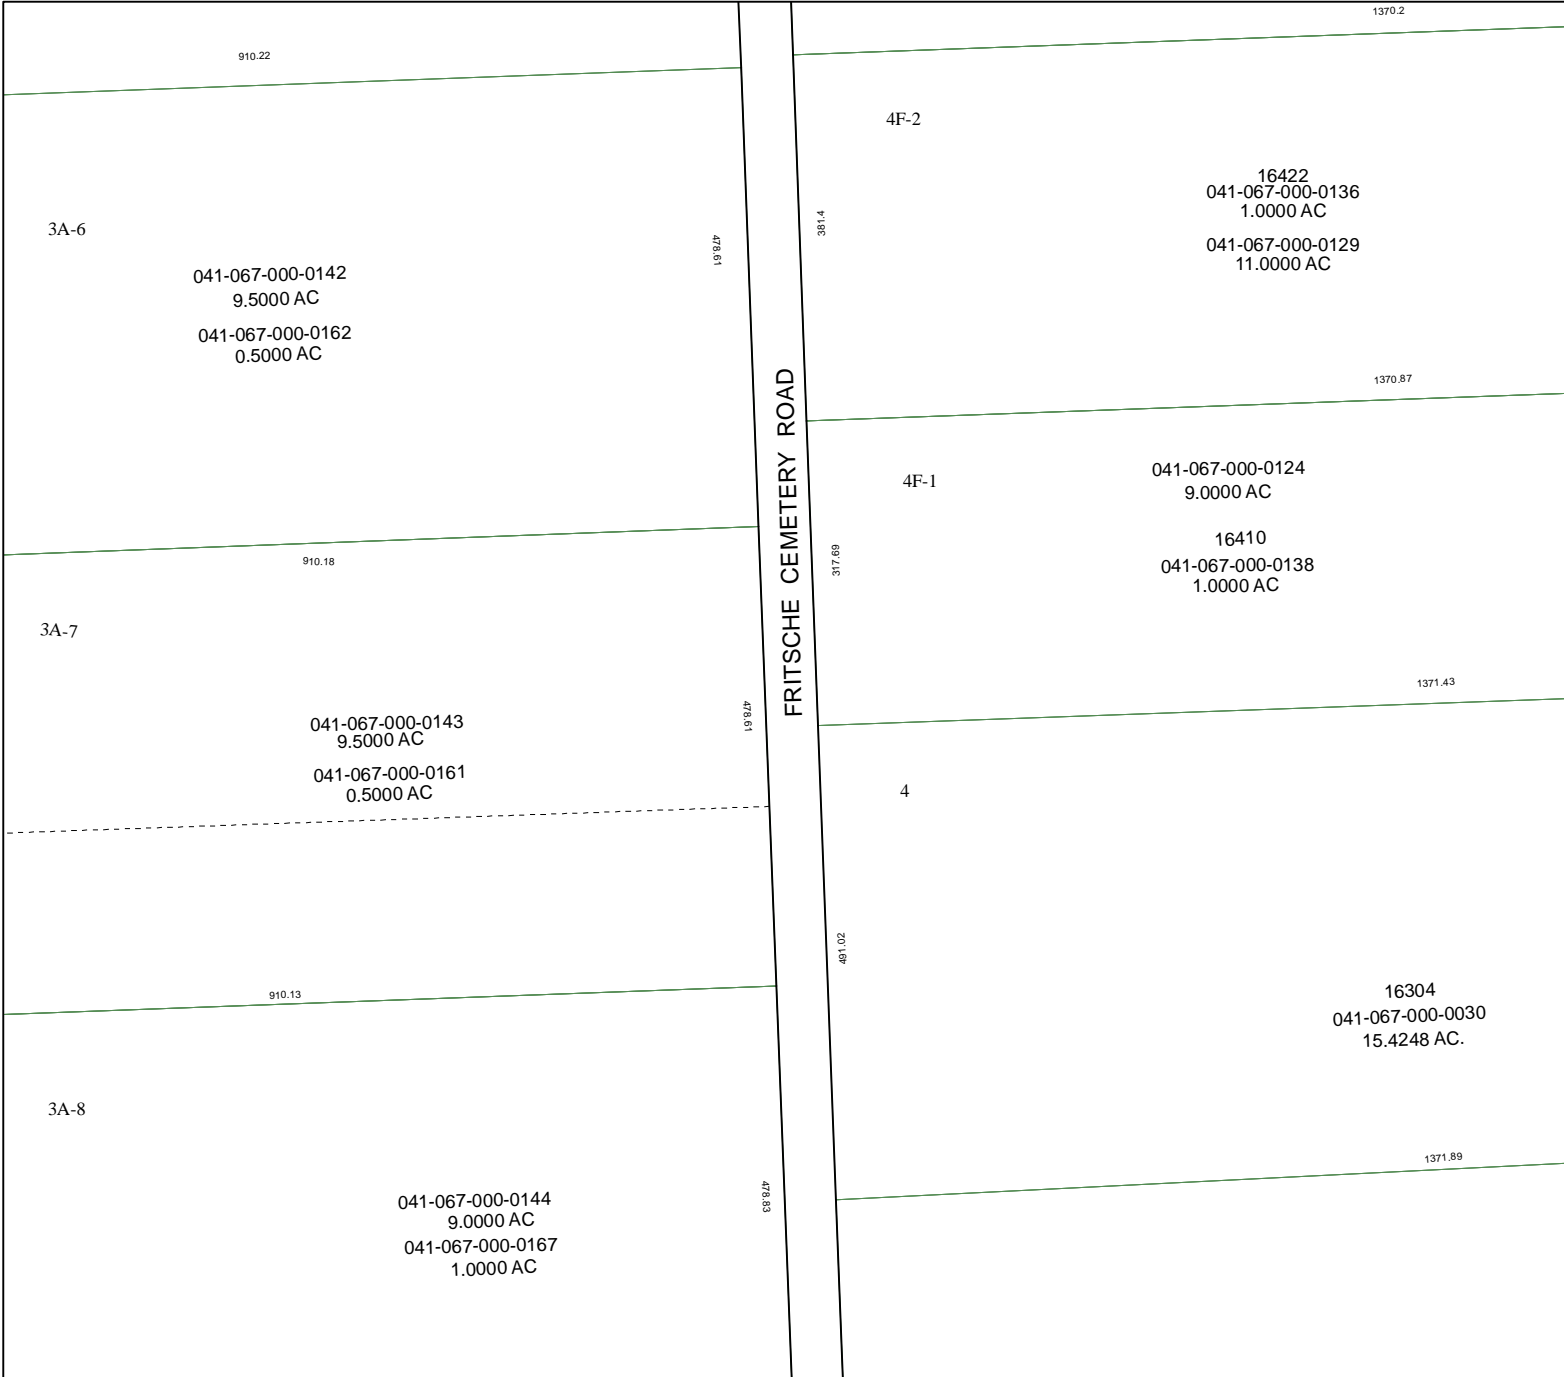 910.22
3A-6
041-067-000-0142
9.5000 AC
041-067-000-0162
0.5000 AC
478.61
910.18
3A-7
041-067-000-0143
9.5000 AC
041-067-000-0161
0.5000 AC
478.61
910.13
3A-8
041-067-000-0144
9.0000 AC
041-067-000-0167
1.0000 AC
478.83
FRITSCHE CEMETERY ROAD
1370.2
4F-2
16422
041-067-000-0136
1.0000 AC
041-067-000-0129
11.0000 AC
381.4
1370.87
4F-1
041-067-000-0124
9.0000 AC
16410
041-067-000-0138
1.0000 AC
317.69
1371.43
4
491.02
16304
041-067-000-0030
15.4248 AC.
1371.89